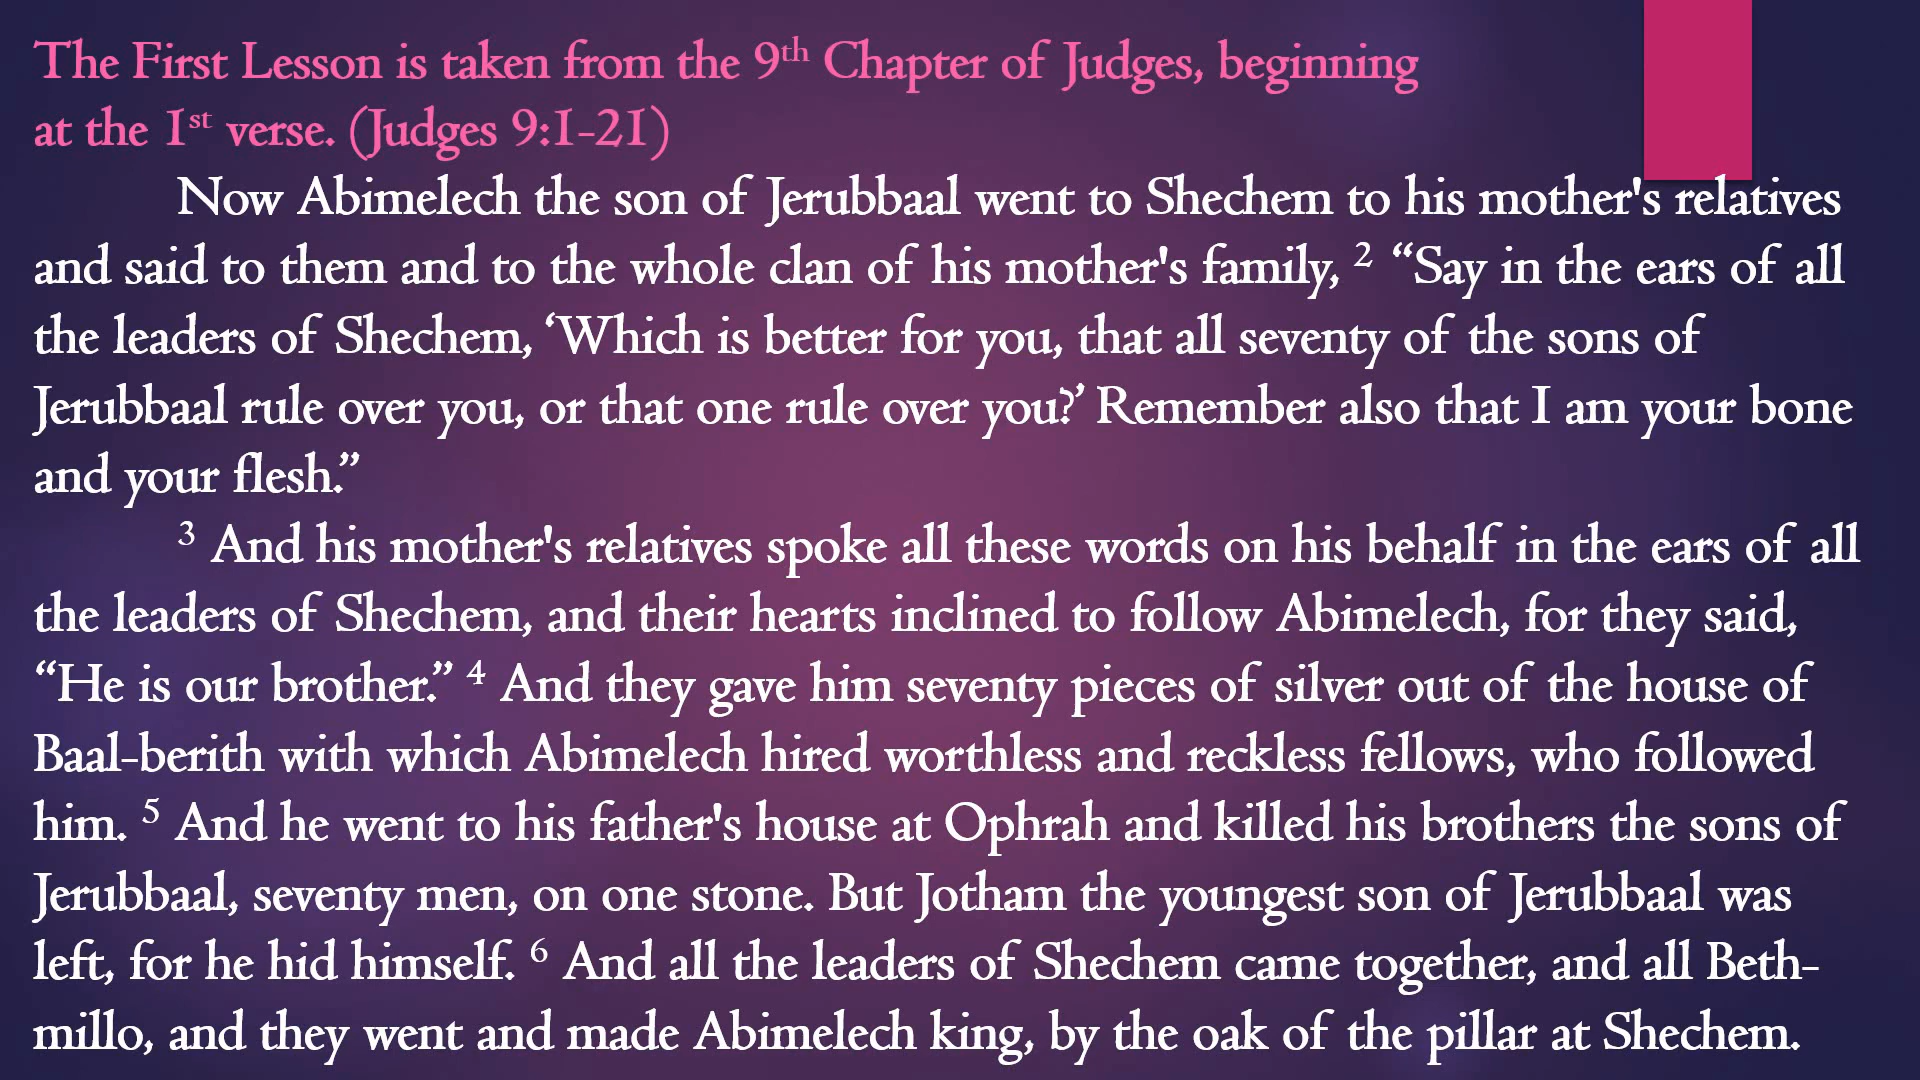 The First Lesson is taken from the 9th Chapter of Judges, beginning
at the 1st verse. (Judges 9:1-21)
Now Abimelech the son of Jerubbaal went to Shechem to his mother's relatives
and said to them and to the whole clan of his mother's family, 2 “Say in the ears of all
the leaders of Shechem, ‘Which is better for you, that all seventy of the sons of
Jerubbaal rule over you, or that one rule over you?’ Remember also that I am your bone
and your flesh.”
3 And his mother's relatives spoke all these words on his behalf in the ears of all
the leaders of Shechem, and their hearts inclined to follow Abimelech, for they said,
“He is our brother.” 4 And they gave him seventy pieces of silver out of the house of
Baal-berith with which Abimelech hired worthless and reckless fellows, who followed
him. 5 And he went to his father's house at Ophrah and killed his brothers the sons of
Jerubbaal, seventy men, on one stone. But Jotham the youngest son of Jerubbaal was
left, for he hid himself. 6 And all the leaders of Shechem came together, and all Beth-
millo, and they went and made Abimelech king, by the oak of the pillar at Shechem.